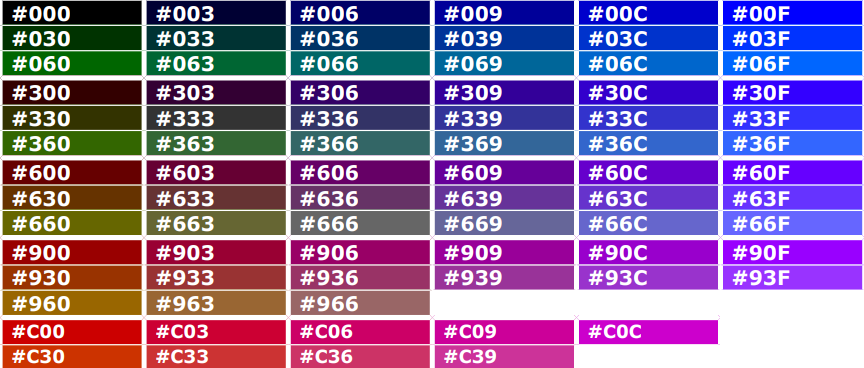 #000 #003 #006 #009 #00C #00F
#030 #033 #036 #039 #03C #03F
#060 #063 #066 #069 #06C #06F
#300 #303 #306 #309 #30C #30F
#330 #333 #336 #339 #33C #33F
#360 #363 #366 #369 #36C #36F
#600 #603 #606 #609 #60C #60F
#630 #633 #636 #639 #63C #63F
#660 #663 #666 #669 #66C #66F
#900 #903 #906 #909 #90C #90F
#930 #933 #936 #939 #93C #93F
#960 #963 #966
#C00 #C03 #C06 #C09 #C0C
#C30 #C33 #C36 #C39